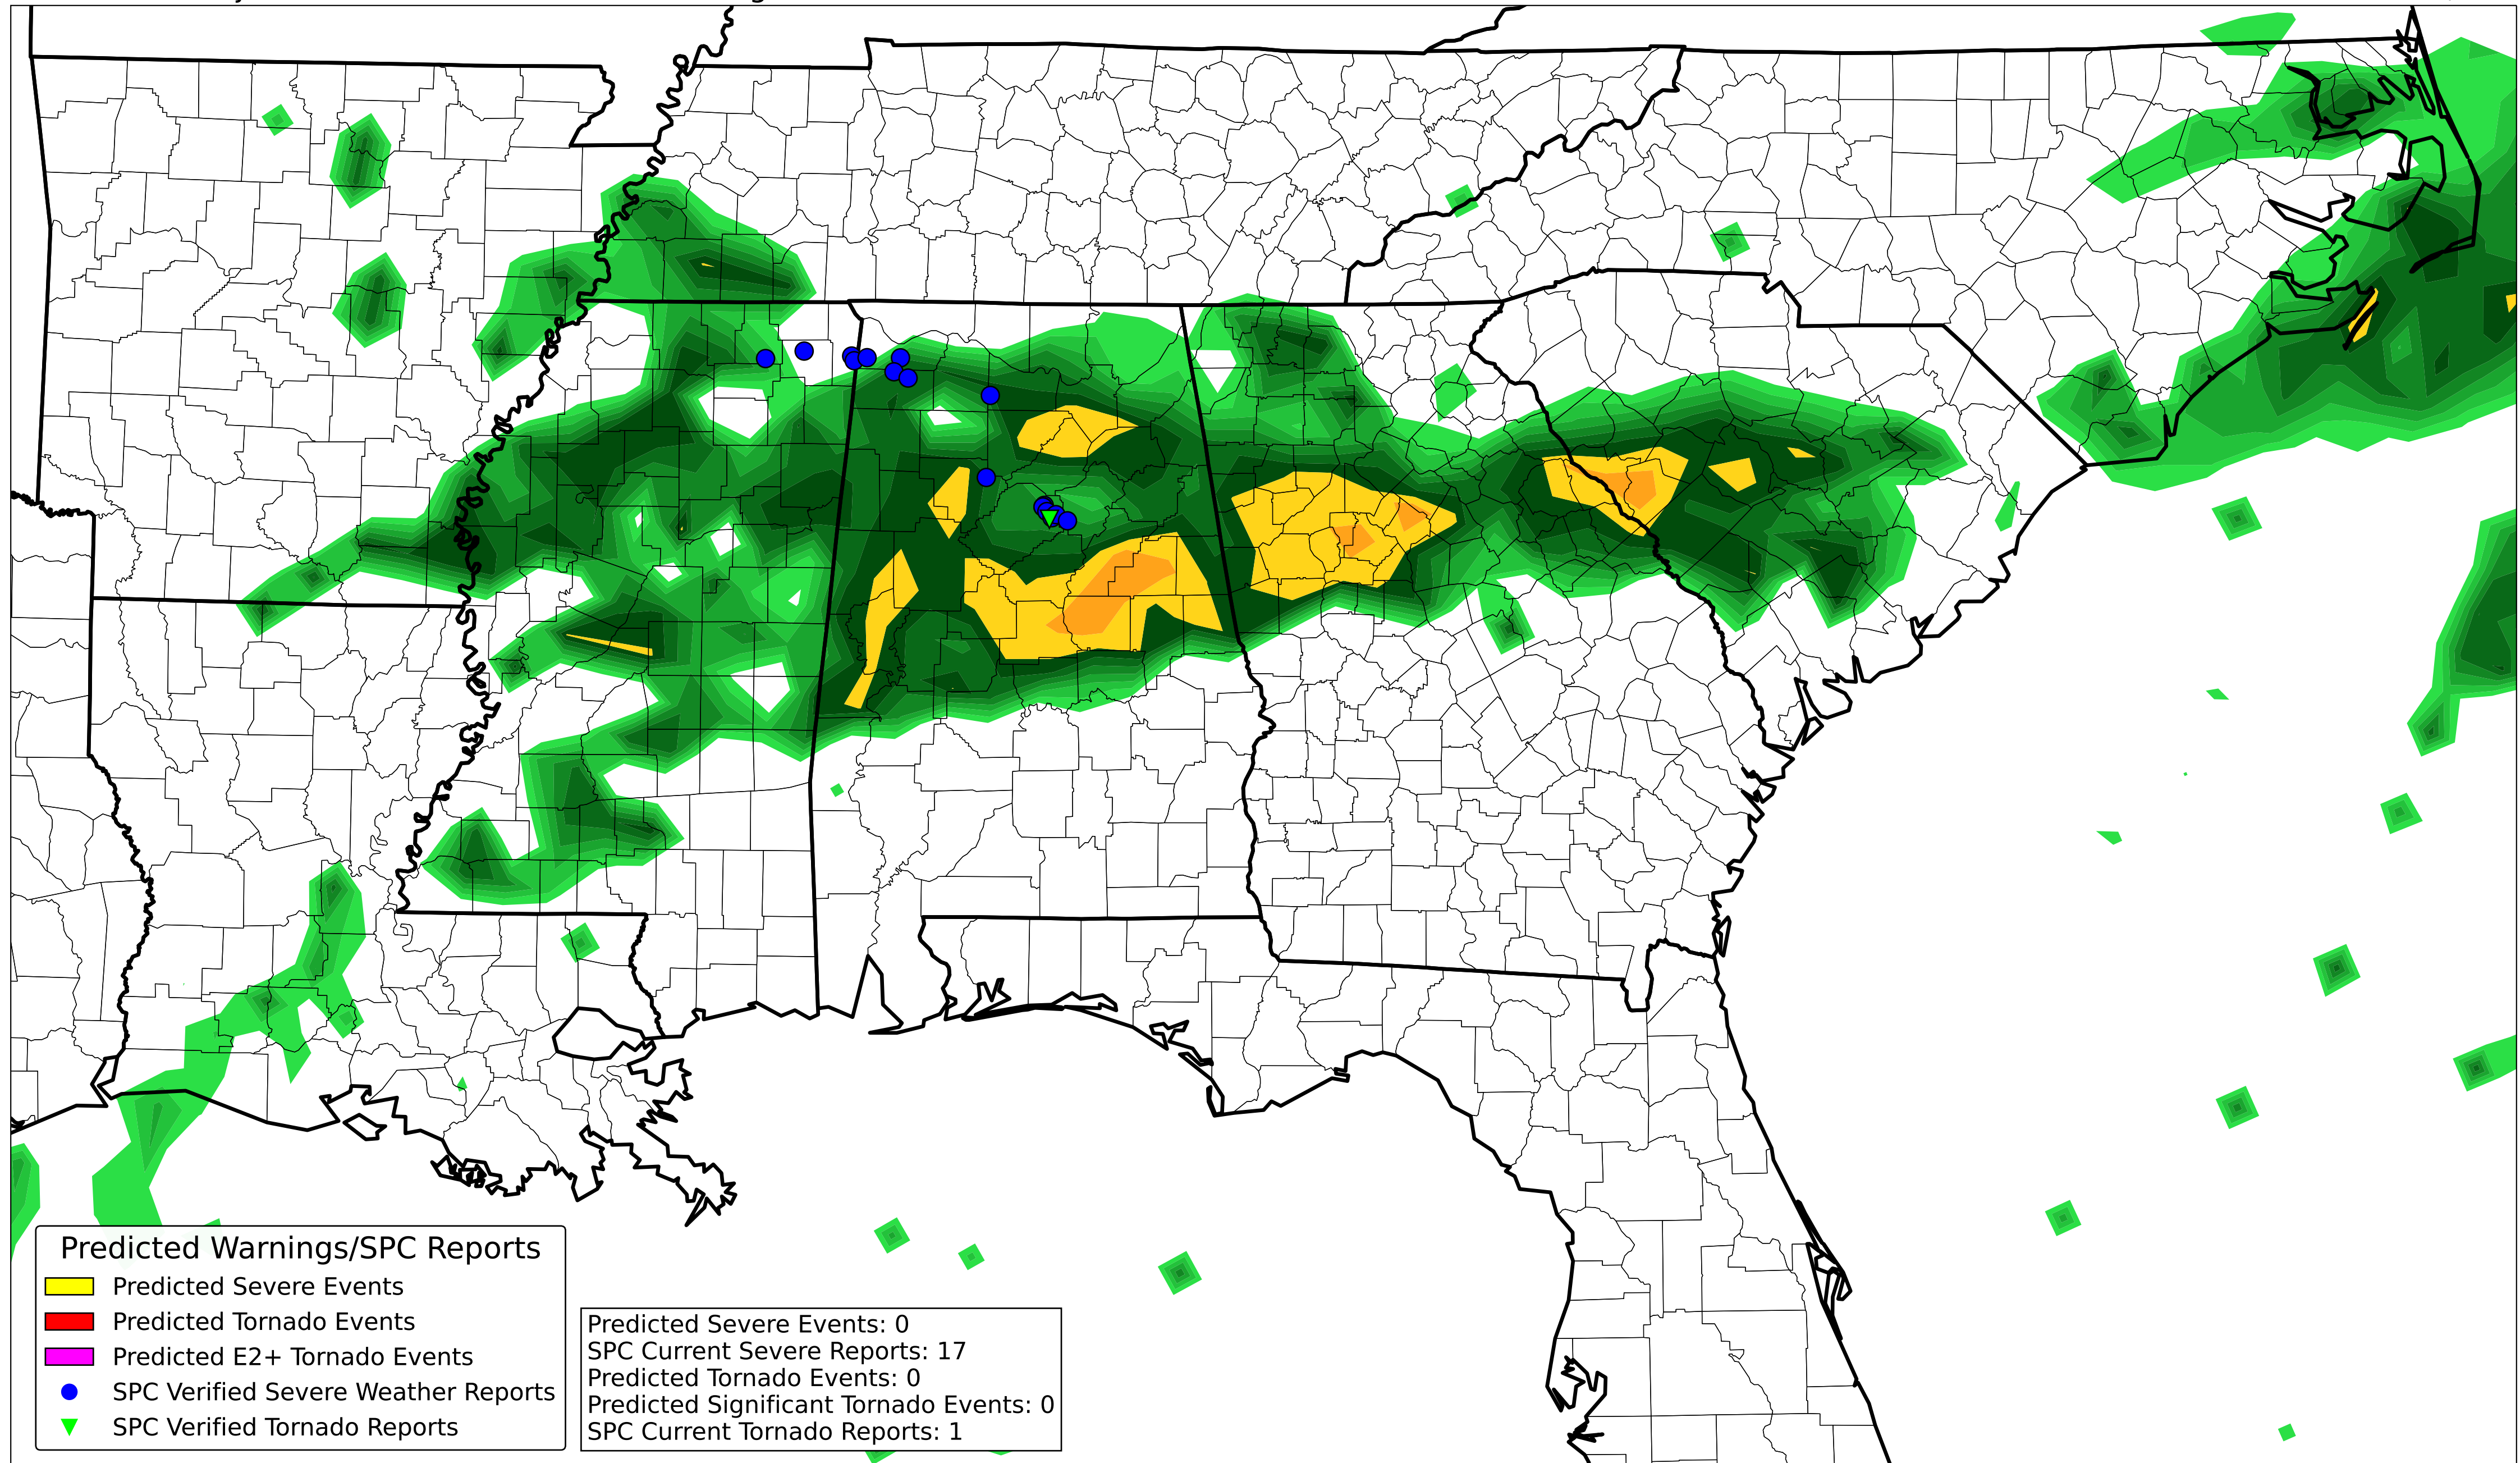 Predicted Warnings/SPC Reports
Predicted Severe Events
Predicted Tornado Events
Predicted E2+ Tornado Events
SPC Verified Severe Weather Reports
SPC Verified Tornado Reports
Predicted Severe Events: 0
SPC Current Severe Reports: 17
Predicted Tornado Events: 0
Predicted Significant Tornado Events: 0
SPC Current Tornado Reports: 1